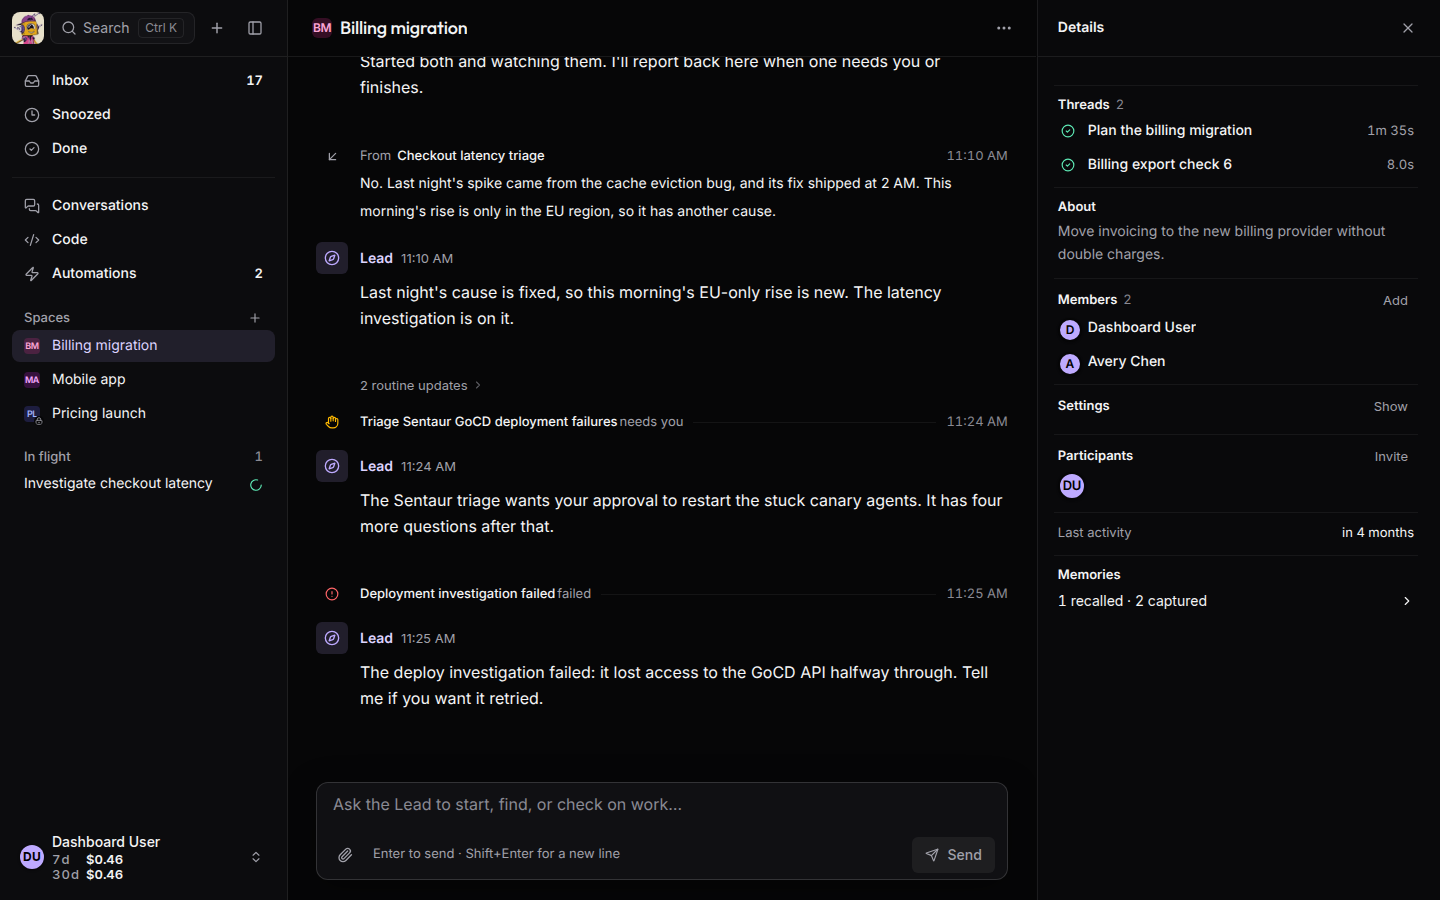 Search Ctrl K
Inbox 17
Snoozed
Done
Conversations
Code
Automations 2
Spaces
BM Billing migration
MA Mobile app
PL Pricing launch
In flight 1
Investigate checkout latency
DU Dashboard User
7d $0.46
30d $0.46
BM Billing migration
Started both and watching them. I'll report back here when one needs you or
finishes.
From Checkout latency triage 11:10 AM
No. Last night's spike came from the cache eviction bug, and its fix shipped at 2 AM. This
morning's rise is only in the EU region, so it has another cause.
Lead 11:10 AM
Last night's cause is fixed, so this morning's EU-only rise is new. The latency
investigation is on it.
2 routine updates
Triage Sentaur GoCD deployment failures needs you 11:24 AM
Lead 11:24 AM
The Sentaur triage wants your approval to restart the stuck canary agents. It has four
more questions after that.
Deployment investigation failed failed 11:25 AM
Lead 11:25 AM
The deploy investigation failed: it lost access to the GoCD API halfway through. Tell
me if you want it retried.
Ask the Lead to start, find, or check on work...
Enter to send · Shift+Enter for a new line
Send
Details
Threads 2
Plan the billing migration 1m 35s
Billing export check 6 8.0s
About
Move invoicing to the new billing provider without
double charges.
Members 2 Add
D Dashboard User
A Avery Chen
Settings Show
Participants Invite
DU
Last activity in 4 months
Memories
1 recalled · 2 captured